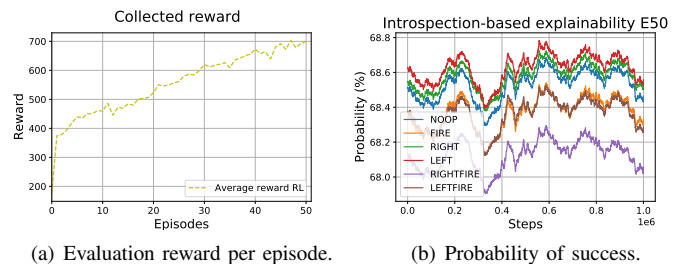 Collected reward
700
600
500
400
300
200
Reward
0
10
20
30
40
50
Episodes
Average reward RL
(a) Evaluation reward per episode.
Introspection-based explainability E50
68.8
68.6
68.4
68.2
68.0
Probability (%)
NOOP
FIRE
RIGHT
LEFT
RIGHTFIRE
LEFTFIRE
0.0
0.2
0.4
0.6
0.8
1.0
1e6
Steps
(b) Probability of success.